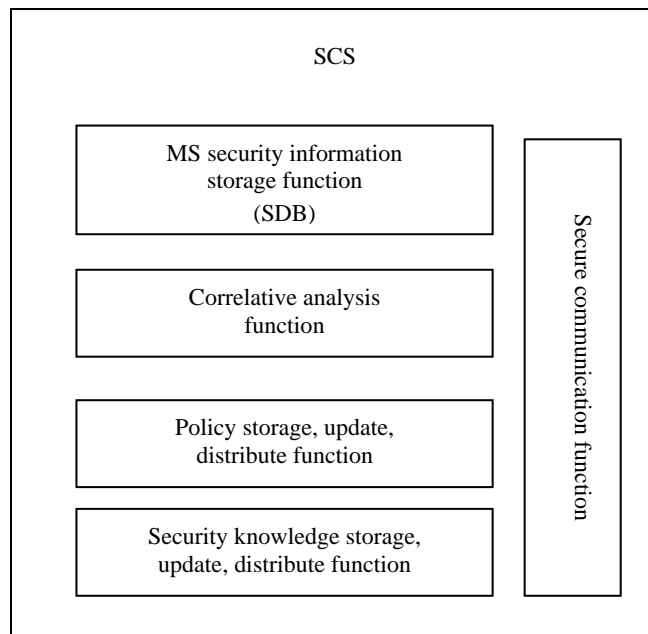 SCS
MS security information
storage function
(SDB)
Correlative analysis
function
Policy storage, update,
distribute function
Security knowledge storage,
update, distribute function
Secure communication function